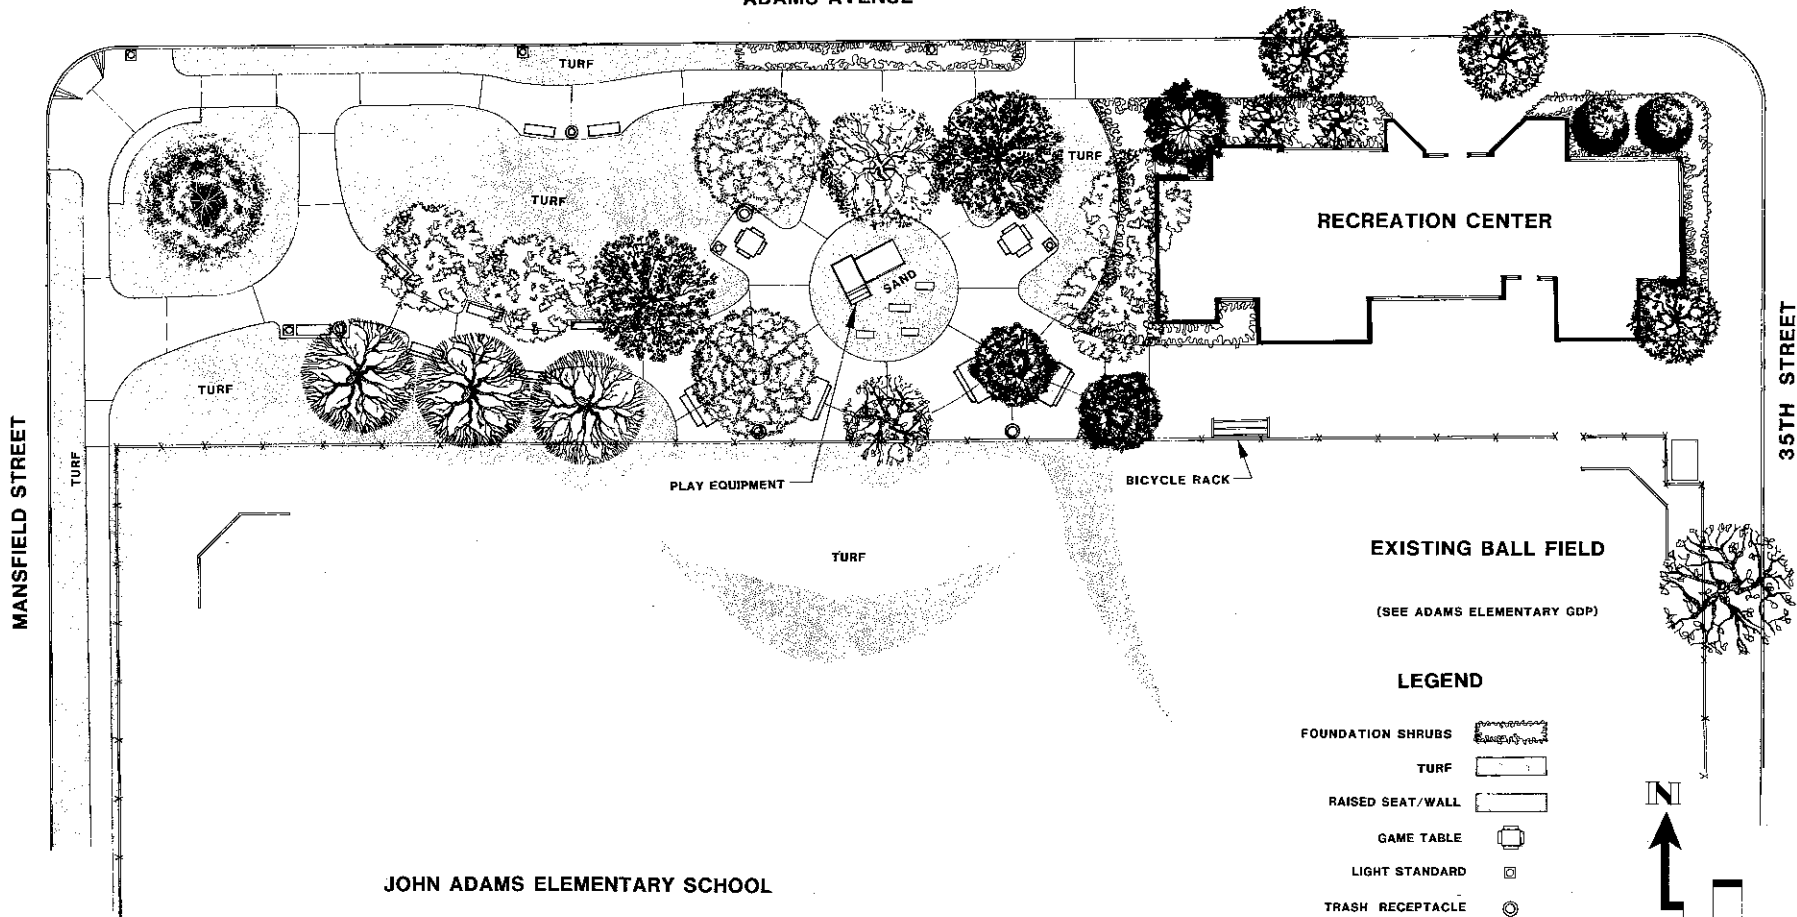 ADAMS AVENUE
TURF
TURF
TURF
RECREATION CENTER
SAND
TURF
MANSFIELD STREET
TURF
35TH STREET
PLAY EQUIPMENT
BICYCLE RACK
TURF
EXISTING BALL FIELD
(SEE ADAMS ELEMENTARY GDP)
LEGEND
FOUNDATION SHRUBS
TURF
RAISED SEAT/WALL
GAME TABLE
LIGHT STANDARD
TRASH RECEPTACLE
N
JOHN ADAMS ELEMENTARY SCHOOL